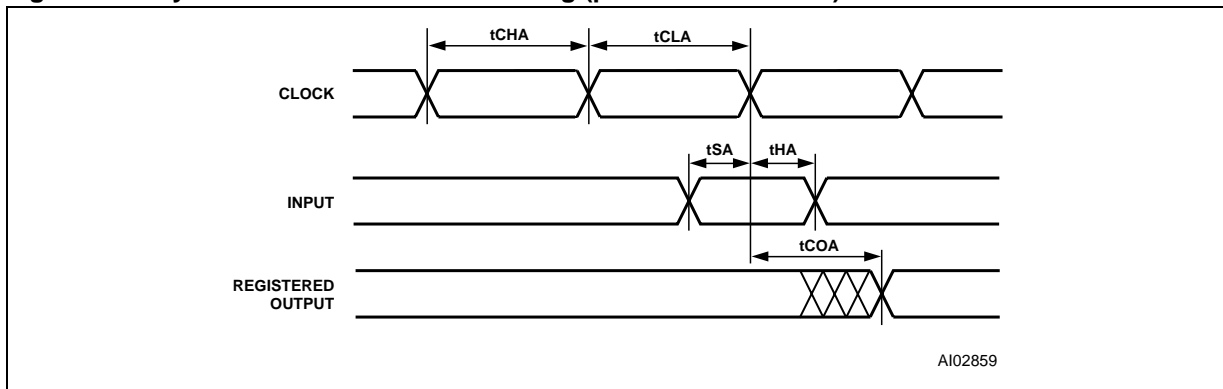 tCHA
tCLA
CLOCK
tSA
tHA
INPUT
tCOA
REGISTERED
OUTPUT
AI02859